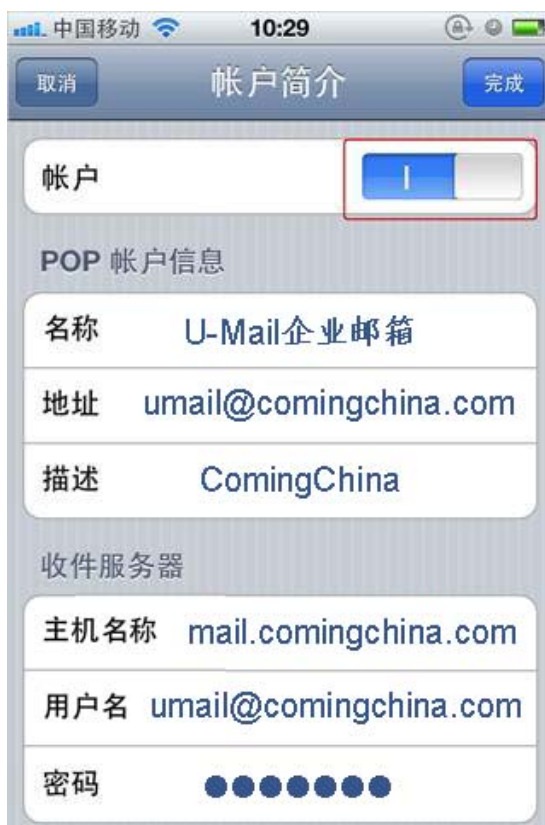 中国移动 10:29
取消 帐户简介 完成
帐户
POP 帐户信息
名称 U-Mail企业邮箱
地址 umail@comingchina.com
描述 ComingChina
收件服务器
主机名称 mail.comingchina.com
用户名 umail@comingchina.com
密码 ●●●●●●●